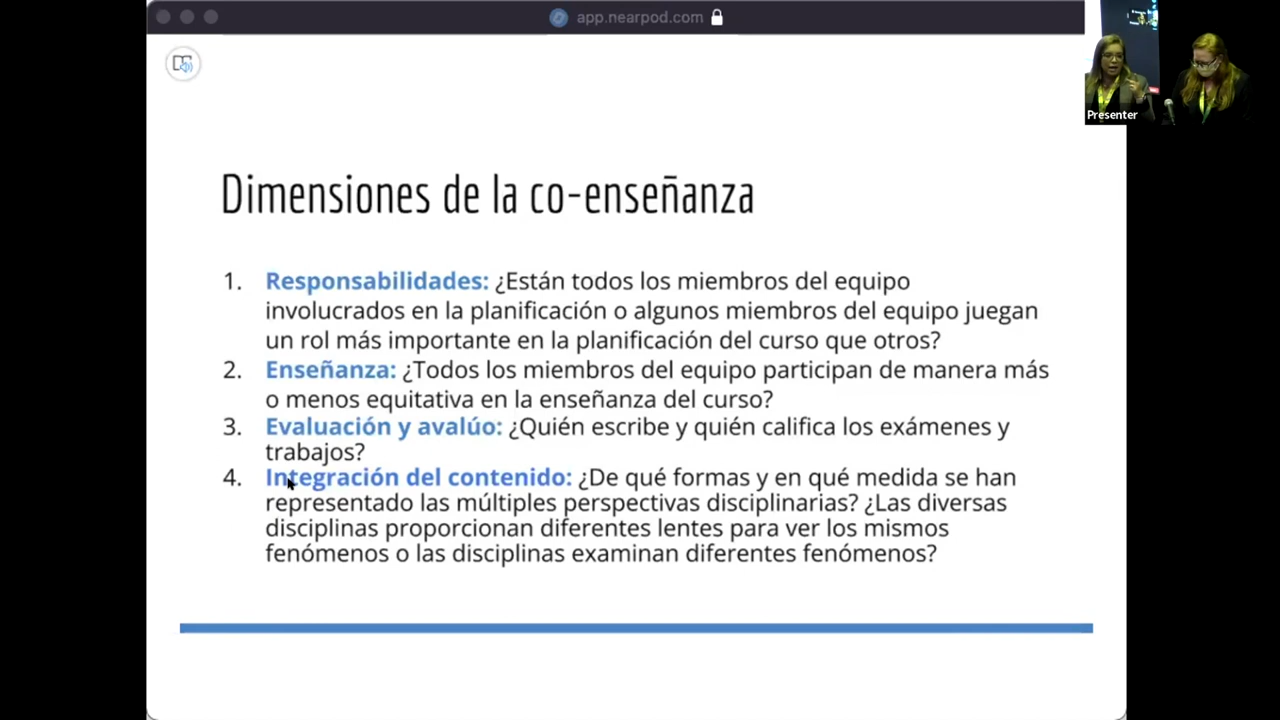 app.nearpod.com
Presenter
Dimensiones de la co-enseñanza
1. Responsabilidades: ¿Están todos los miembros del equipo
involucrados en la planificación o algunos miembros del equipo juegan
un rol más importante en la planificación del curso que otros?
2. Enseñanza: ¿Todos los miembros del equipo participan de manera más
o menos equitativa en la enseñanza del curso?
3. Evaluación y avalúo: ¿Quién escribe y quién califica los exámenes y
trabajos?
4. Integración del contenido: ¿De qué formas y en qué medida se han
representado las múltiples perspectivas disciplinarias? ¿Las diversas
disciplinas proporcionan diferentes lentes para ver los mismos
fenómenos o las disciplinas examinan diferentes fenómenos?